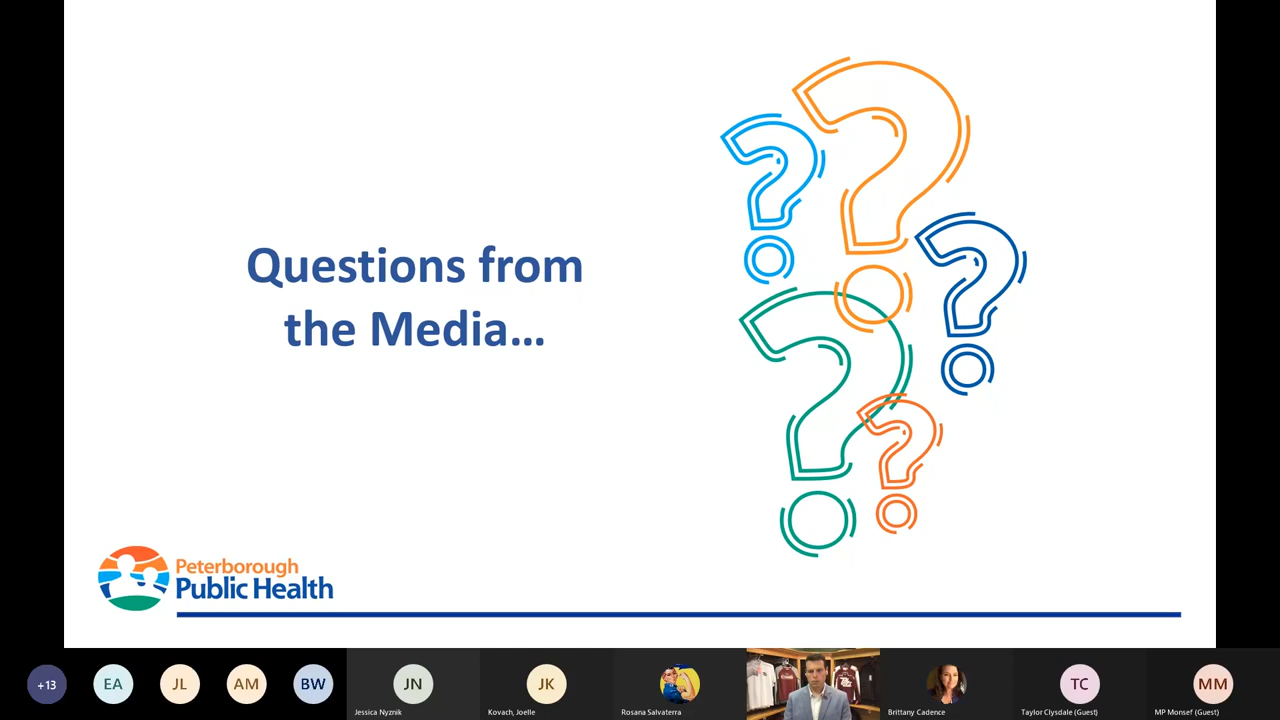 Questions from
the Media...
Peterborough
Public Health
+13
EA
JL
AM
BW
JN
JK
TC
MM
Jessica Nyznik
Kovach, Joelle
Rosana Salvaterra
Brittany Cadence
Taylor Clysdale (Guest)
MP Monsef (Guest)